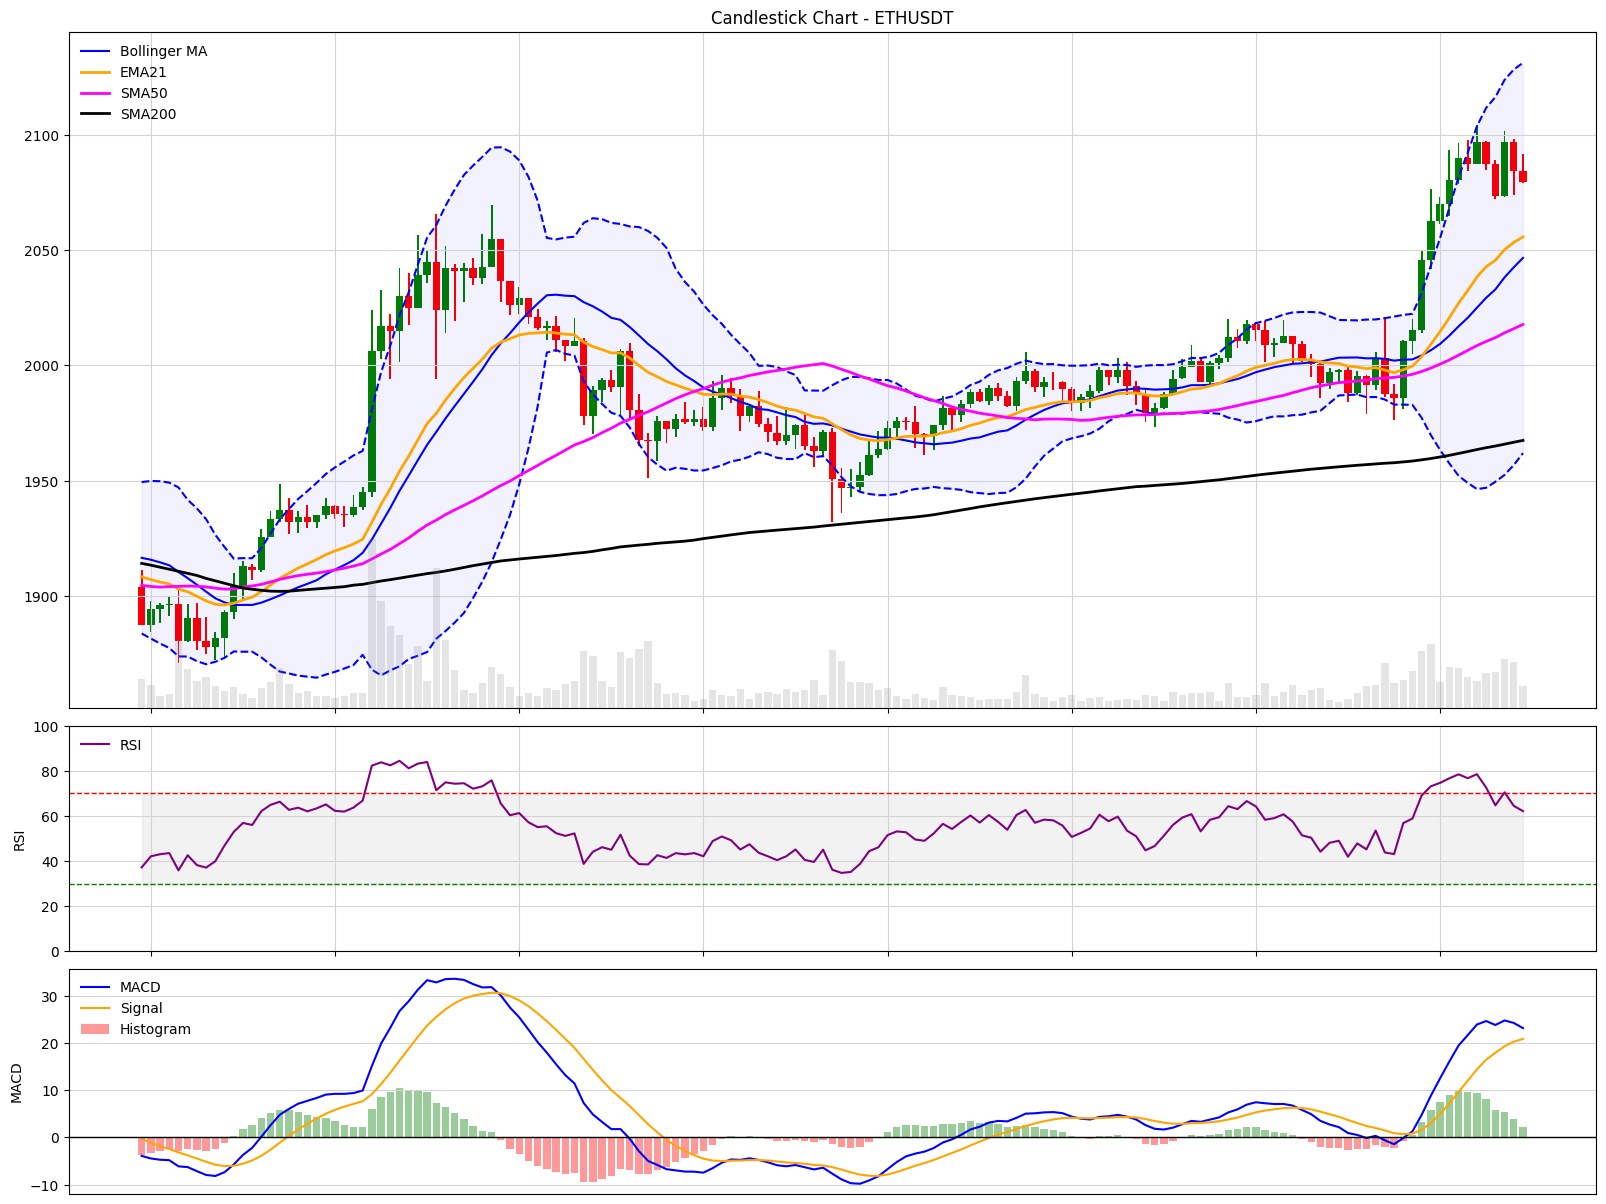 Candlestick Chart - ETHUSDT
Bollinger MA
EMA21
SMA50
SMA200
2100
2050
2000
1950
1900
RSI
100
80
60
40
20
0
RSI
MACD
Signal
Histogram
30
20
10
0
−10
MACD